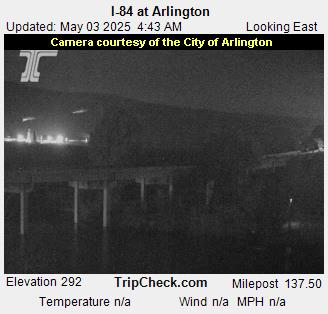 I-84 at Arlington
Updated: May 03 2025 4:43 AM Looking East
Camera courtesy of the City of Arlington
Elevation 292 TripCheck.com Milepost 137.50
Temperature n/a Wind n/a MPH n/a